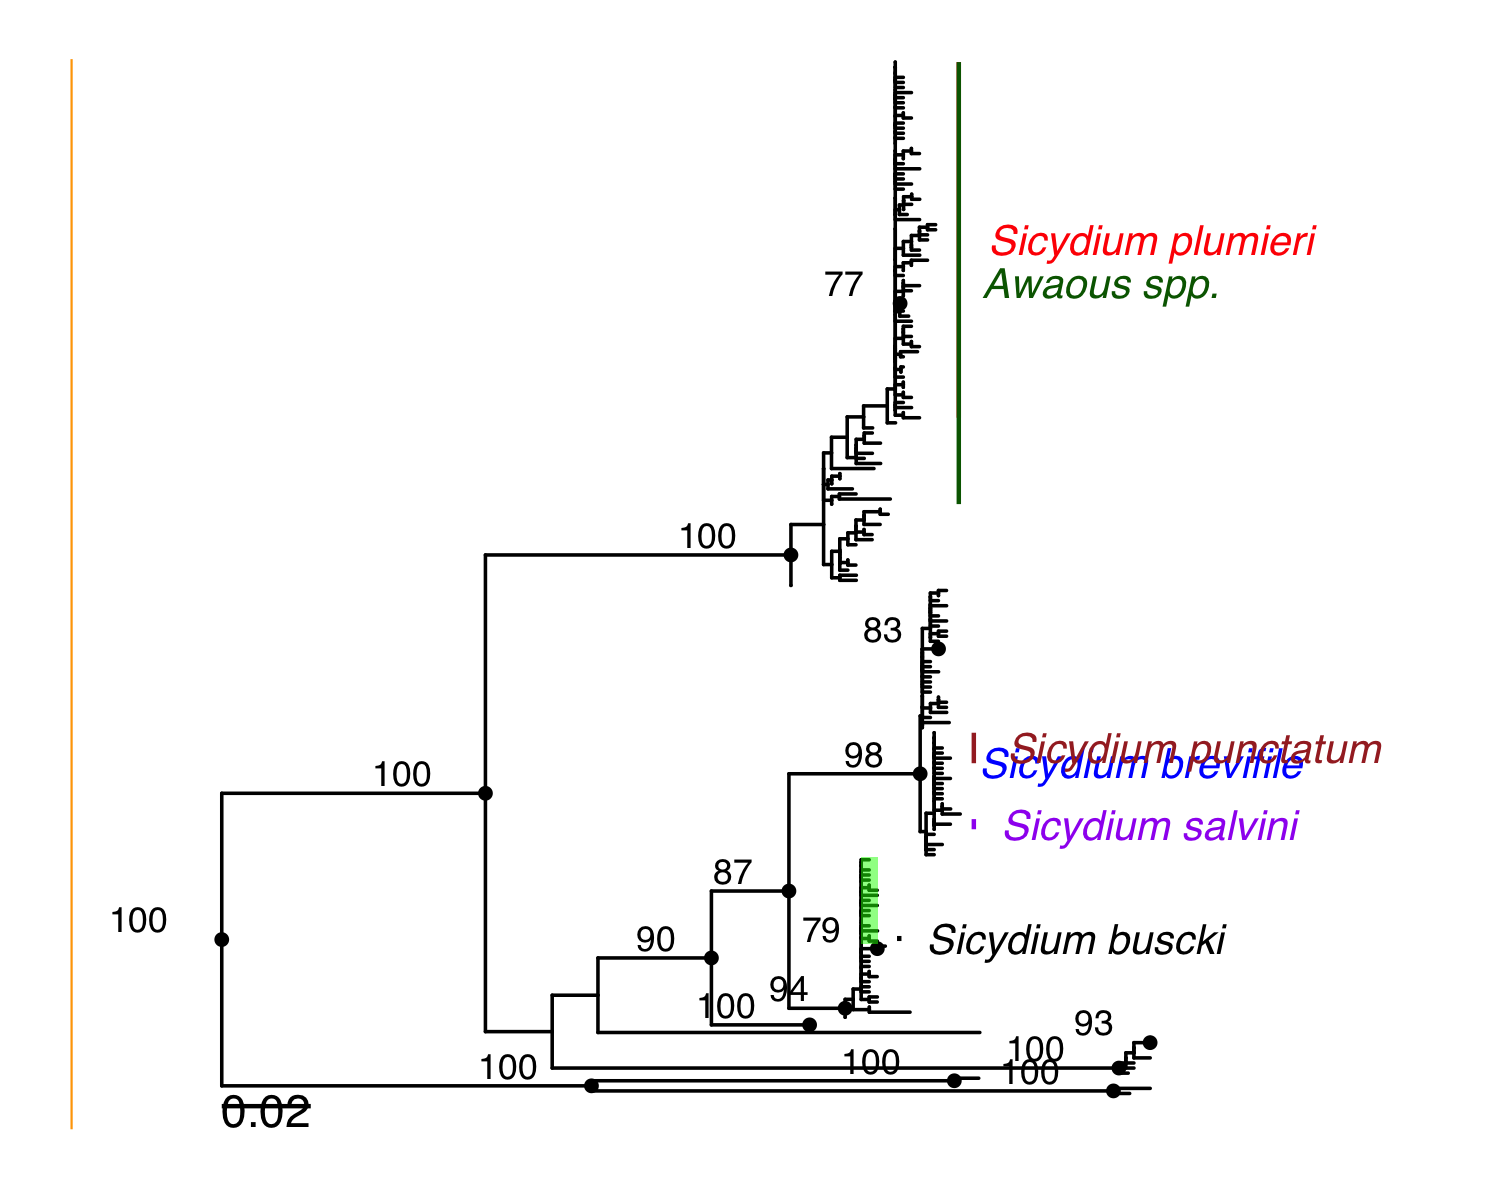 Sicydium plumieri
77
Awaous spp.
100
83
98
Sicydium punctatum
Sicydium brevifile
100
Sicydium salvini
87
100
79
90
Sicydium buscki
94
100
93
100
100
100
100
0.02